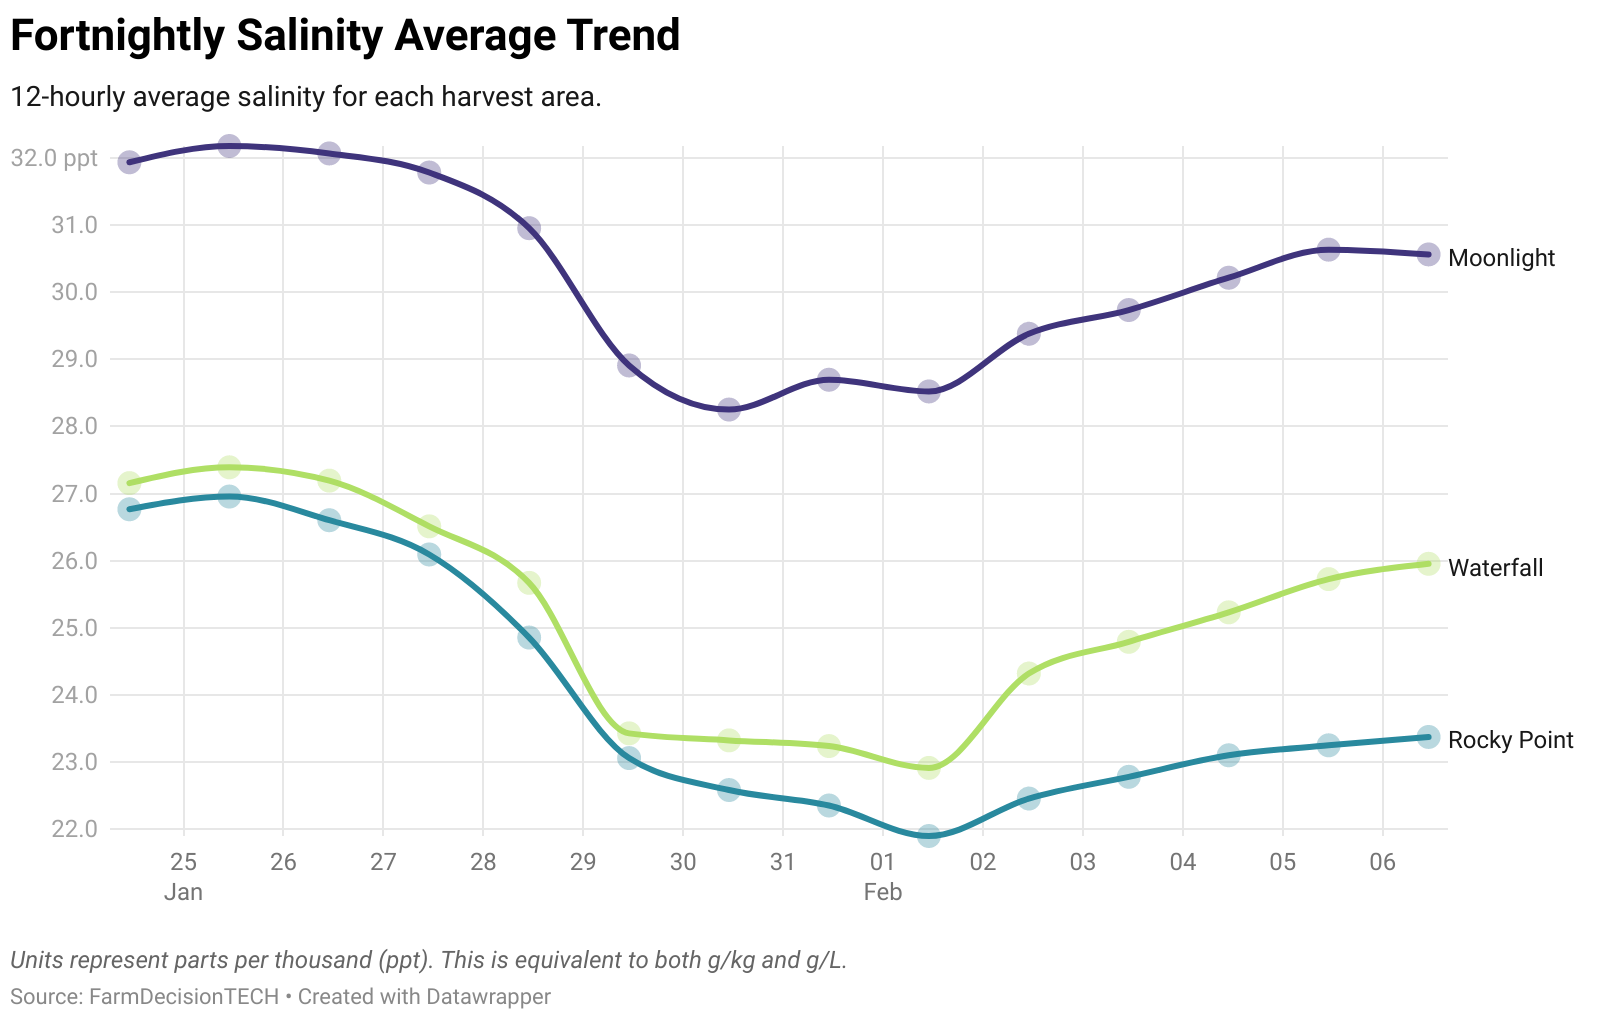 Fortnightly Salinity Average Trend
12-hourly average salinity for each harvest area.
32.0 ppt
31.0
30.0
29.0
28.0
27.0
26.0
25.0
24.0
23.0
22.0
Moonlight
Waterfall
Rocky Point
25 26 27 28 29 30 31 01 02 03 04 05 06
Jan Feb
Units represent parts per thousand (ppt). This is equivalent to both g/kg and g/L.
Source: FarmDecisionTECH • Created with Datawrapper